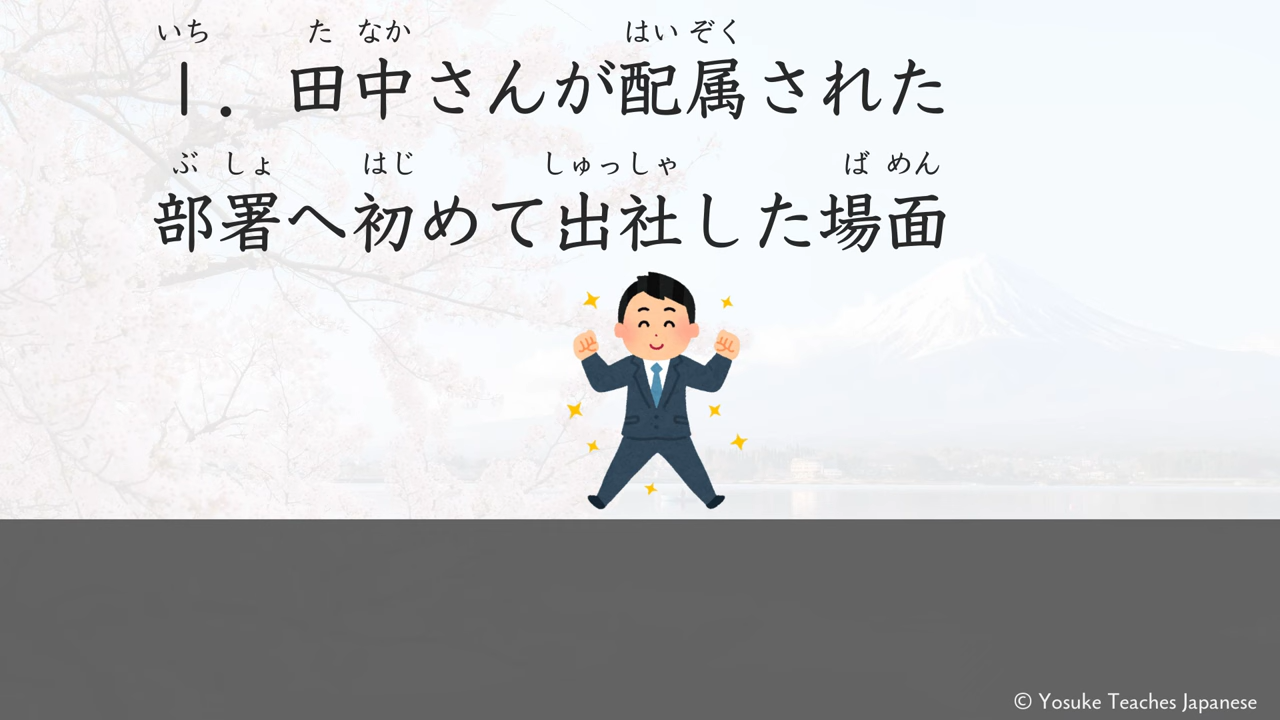 いち た なか はい ぞく
1. 田中さんが配属された
ぶ しょ はじ しゅっしゃ ば めん
部署へ初めて出社した場面
© Yosuke Teaches Japanese